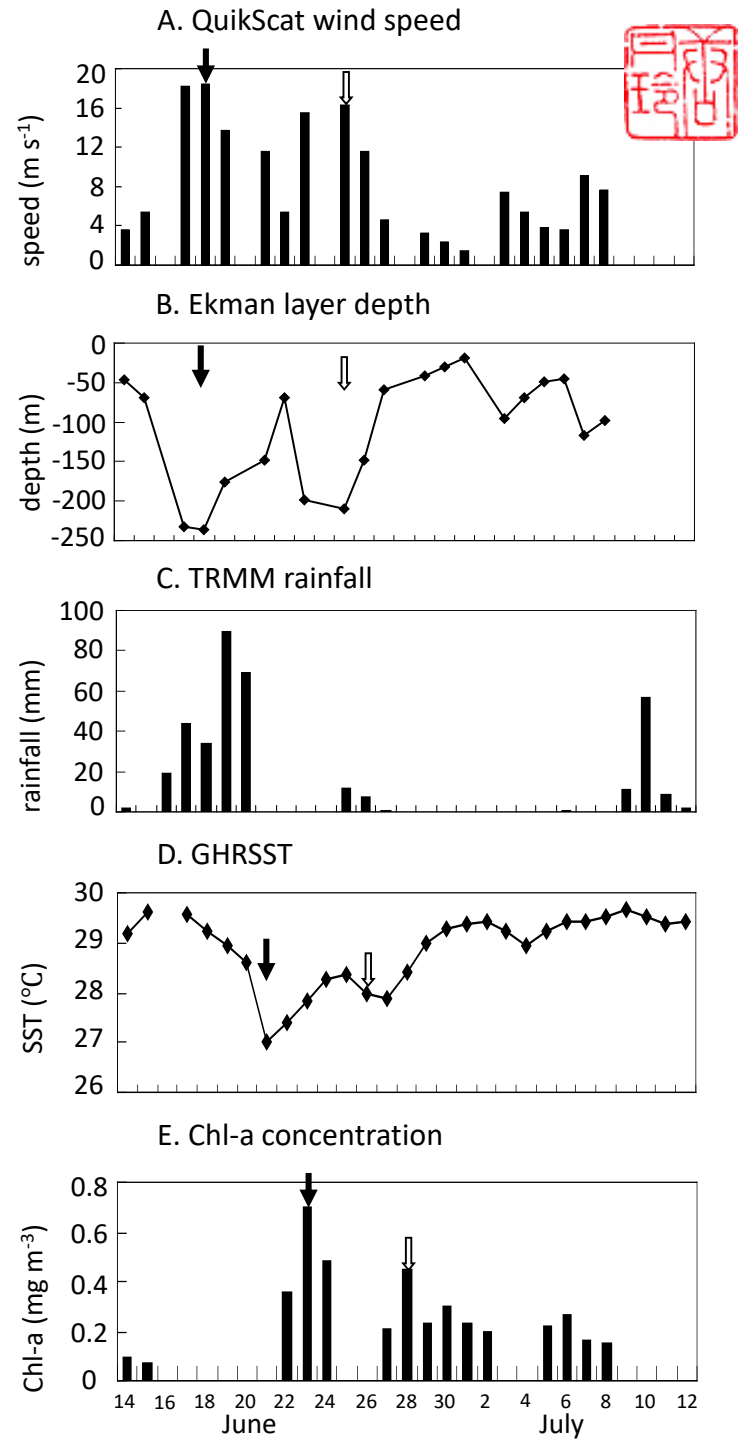 A. QuikScat wind speed
唐
丹
玲
speed (m s-1)
20
16
12
8
4
0
B. Ekman layer depth
depth (m)
0
-50
-100
-150
-200
-250
C. TRMM rainfall
rainfall (mm)
100
80
60
40
20
0
D. GHRSST
SST (°C)
30
29
28
27
26
E. Chl-a concentration
Chl-a (mg m-3)
0.8
0.6
0.4
0.2
0
14 16 18 20 22 24 26 28 30 2 4 6 8 10 12
June July